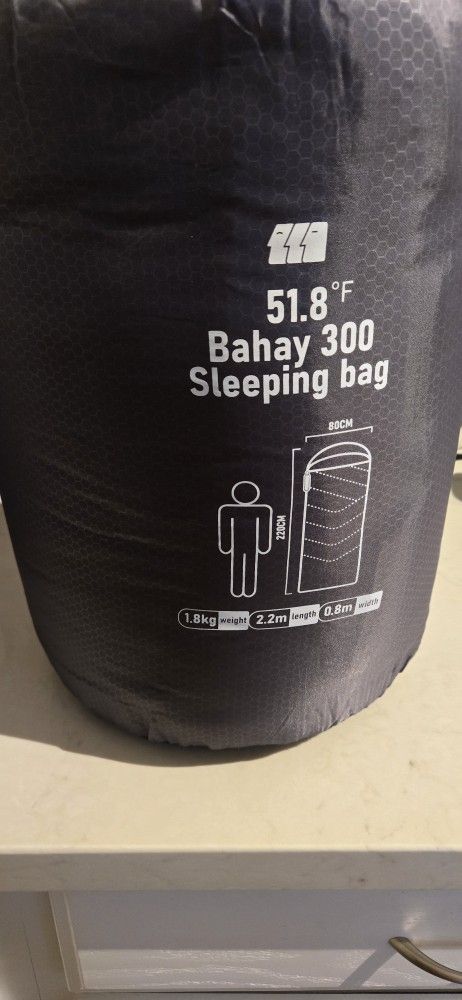 51.8°F
Bahay 300
Sleeping bag
80CM
220CM
1.8kg weight 2.2m length 0.8m width